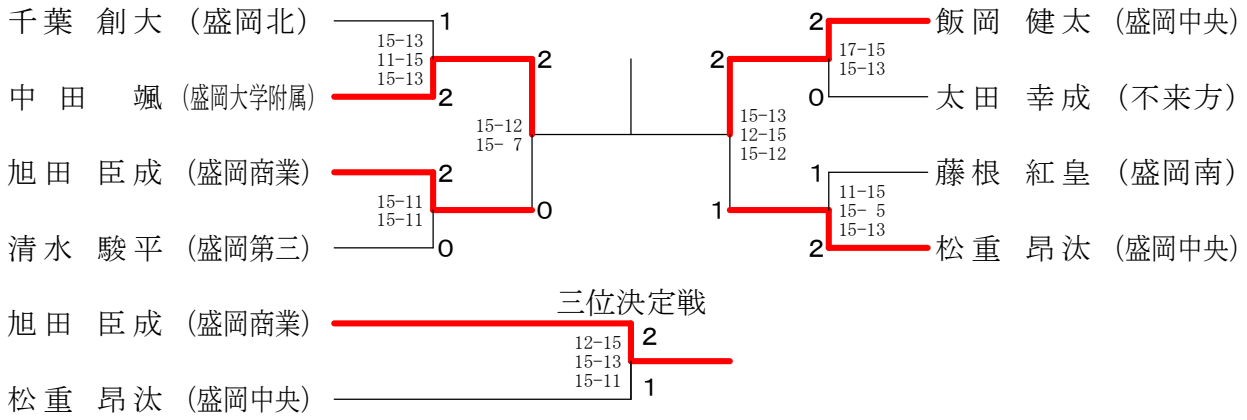 千葉 創大 (盛岡北)
1
15-13
11-15
15-13
2
中田 颯 (盛岡大学附属)
2
15-12
15- 7
旭田 臣成 (盛岡商業)
2
15-11
15-11
0
0
清水 駿平 (盛岡第三)
2
飯岡 健太 (盛岡中央)
17-15
15-13
2
0
太田 幸成 (不来方)
15-13
12-15
15-12
1
藤根 紅皇 (盛岡南)
11-15
15- 5
15-13
1
2
松重 昂汰 (盛岡中央)
三位決定戦
旭田 臣成 (盛岡商業)
2
12-15
15-13
15-11
1
松重 昂汰 (盛岡中央)